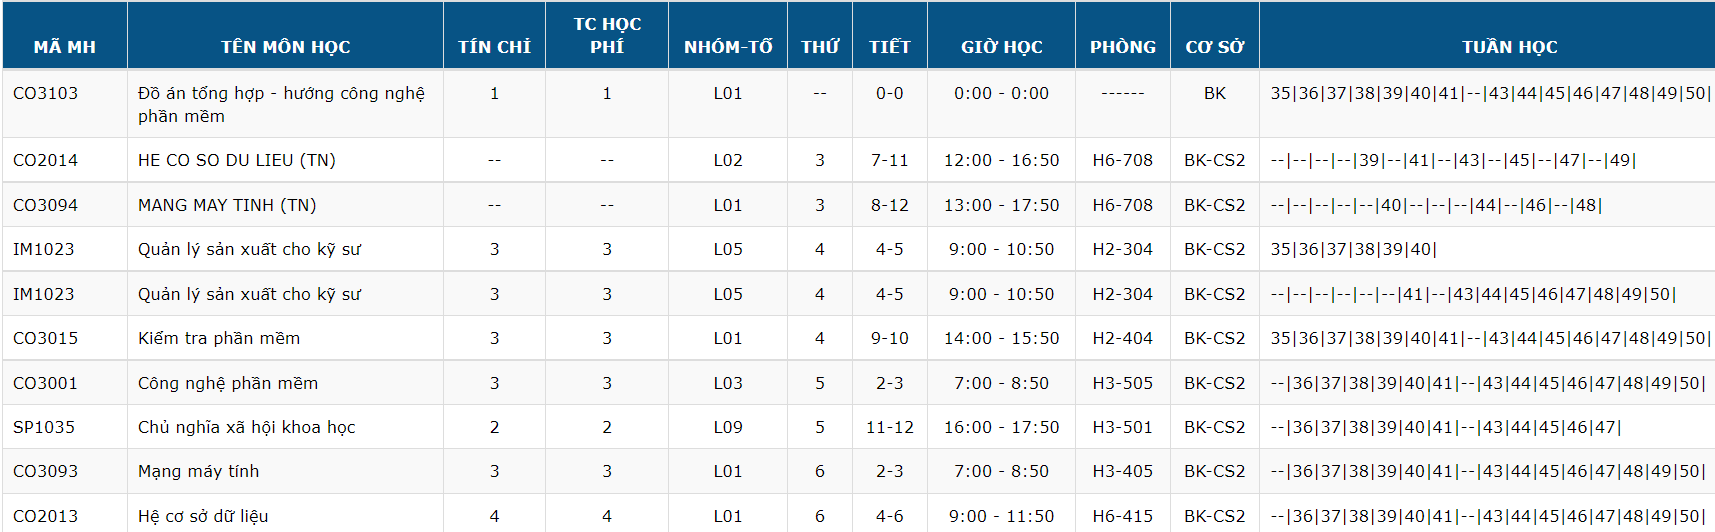 MÃ MH TÊN MÔN HỌC TÍN CHỈ TC HỌC PHÍ NHÓM-TỔ THỨ TIẾT GIỜ HỌC PHÒNG CƠ SỞ TUẦN HỌC
CO3103 Đồ án tổng hợp - hướng công nghệ phần mềm 1 1 L01 -- 0-0 0:00 - 0:00 ------ BK 35|36|37|38|39|40|41|--|43|44|45|46|47|48|49|50|
CO2014 HE CO SO DU LIEU (TN) -- -- L02 3 7-11 12:00 - 16:50 H6-708 BK-CS2 --|--|--|--|39|--|41|--|43|--|45|--|47|--|49|
CO3094 MANG MAY TINH (TN) -- -- L01 3 8-12 13:00 - 17:50 H6-708 BK-CS2 --|--|--|--|--|40|--|--|--|44|--|46|--|48|
IM1023 Quản lý sản xuất cho kỹ sư 3 3 L05 4 4-5 9:00 - 10:50 H2-304 BK-CS2 35|36|37|38|39|40|
IM1023 Quản lý sản xuất cho kỹ sư 3 3 L05 4 4-5 9:00 - 10:50 H2-304 BK-CS2 --|--|--|--|--|--|41|--|43|44|45|46|47|48|49|50|
CO3015 Kiểm tra phần mềm 3 3 L01 4 9-10 14:00 - 15:50 H2-404 BK-CS2 35|36|37|38|39|40|41|--|43|44|45|46|47|48|49|50|
CO3001 Công nghệ phần mềm 3 3 L03 5 2-3 7:00 - 8:50 H3-505 BK-CS2 --|36|37|38|39|40|41|--|43|44|45|46|47|48|49|50|
SP1035 Chủ nghĩa xã hội khoa học 2 2 L09 5 11-12 16:00 - 17:50 H3-501 BK-CS2 --|36|37|38|39|40|41|--|43|44|45|46|47|
CO3093 Mạng máy tính 3 3 L01 6 2-3 7:00 - 8:50 H3-405 BK-CS2 --|36|37|38|39|40|41|--|43|44|45|46|47|48|49|50|
CO2013 Hệ cơ sở dữ liệu 4 4 L01 6 4-6 9:00 - 11:50 H6-415 BK-CS2 --|36|37|38|39|40|41|--|43|44|45|46|47|48|49|50|